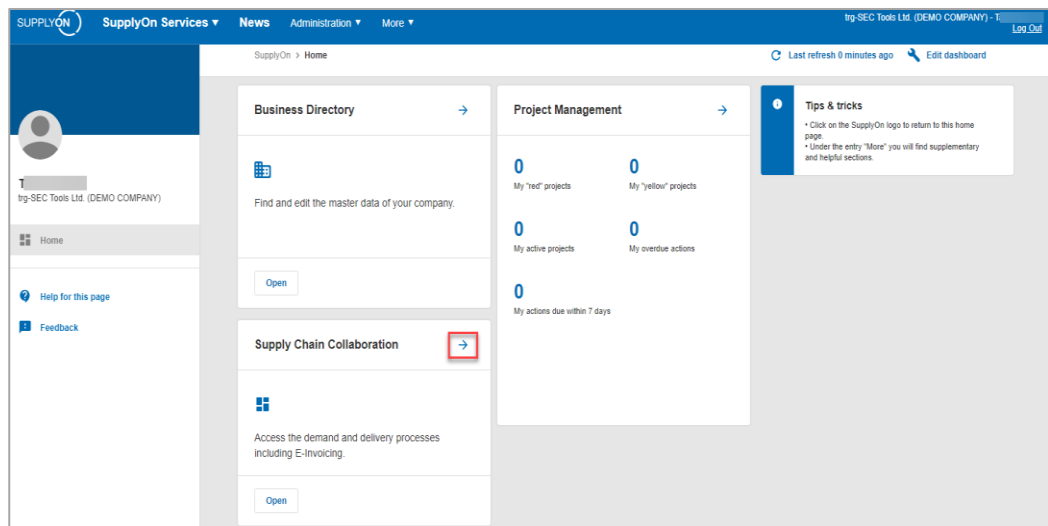 SUPPLYON
SupplyOn Services ▾
News
Administration ▾
More ▾
trg-SEC Tools Ltd. (DEMO COMPANY) - T
Log Out
SupplyOn > Home
Last refresh 0 minutes ago
Edit dashboard
T
trg-SEC Tools Ltd. (DEMO COMPANY)
Home
Help for this page
Feedback
Business Directory
Find and edit the master data of your company.
Open
Supply Chain Collaboration
Access the demand and delivery processes
including E-Invoicing.
Open
Project Management
0
My "red" projects
0
My "yellow" projects
0
My active projects
0
My overdue actions
0
My actions due within 7 days
Tips & tricks
• Click on the SupplyOn logo to return to this home
page.
• Under the entry "More" you will find supplementary
and helpful sections.